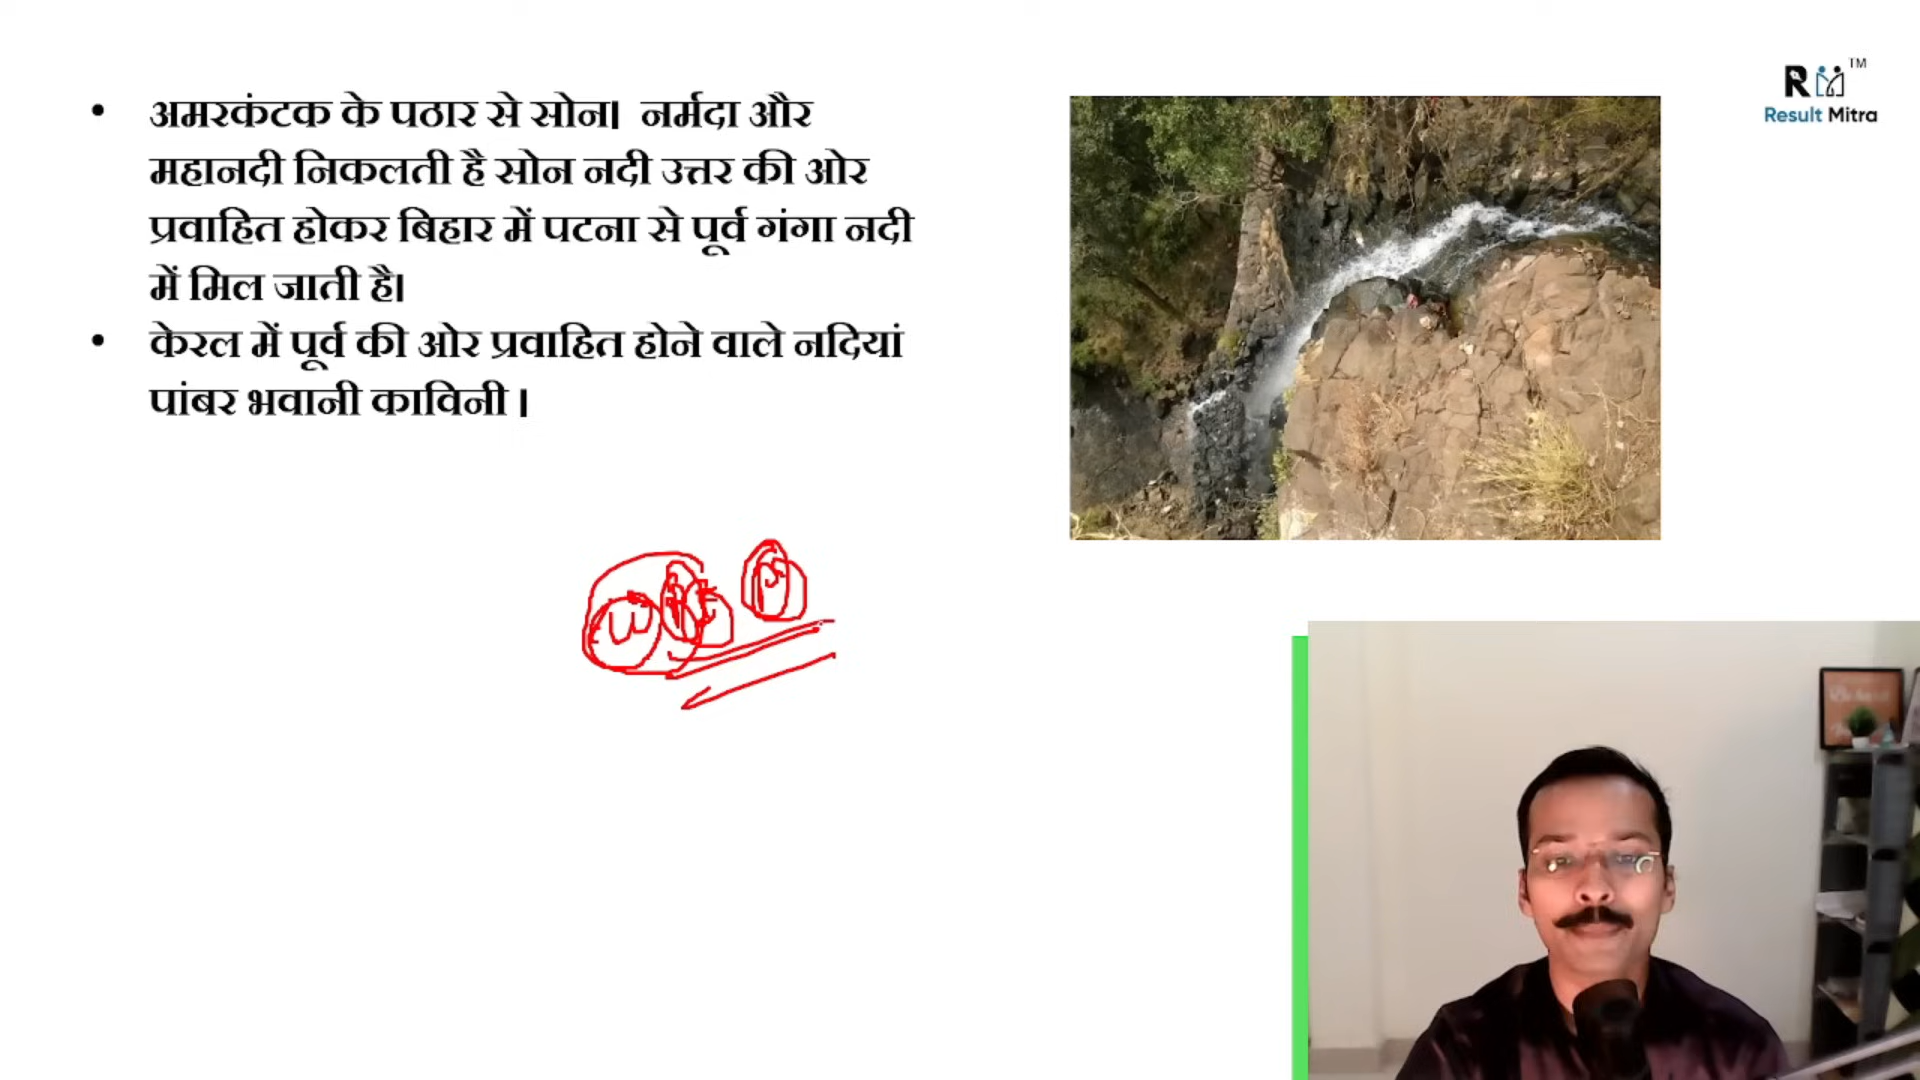 अमरकंटक के पठार से सोन। नर्मदा और
महानदी निकलती है सोन नदी उत्तर की ओर
प्रवाहित होकर बिहार में पटना से पूर्व गंगा नदी
में मिल जाती है।
केरल में पूर्व की ओर प्रवाहित होने वाले नदियां
पांबर भवानी काविनी ।
R TM
Result Mitra